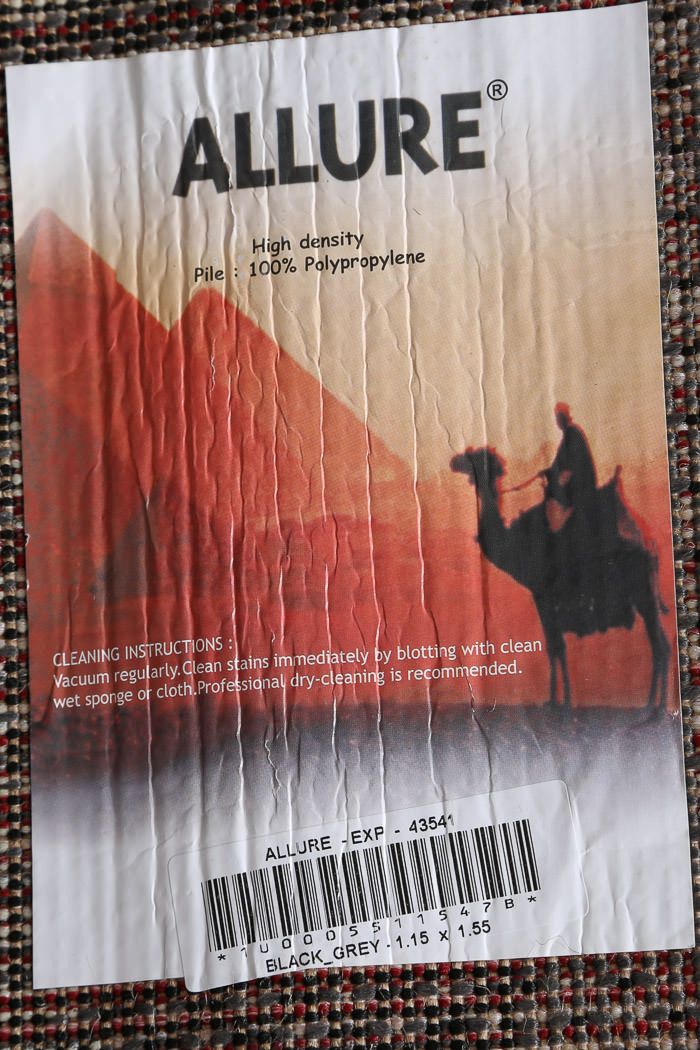 ALLURE®
High density
Pile : 100% Polypropylene
CLEANING INSTRUCTIONS :
Vacuum regularly.Clean stains immediately by blotting with clean
wet sponge or cloth.Professional dry-cleaning is recommended.
ALLURE - EXP - 43541
*1U0005511547B*
BLACK_GREY - 1.15 x 1.55